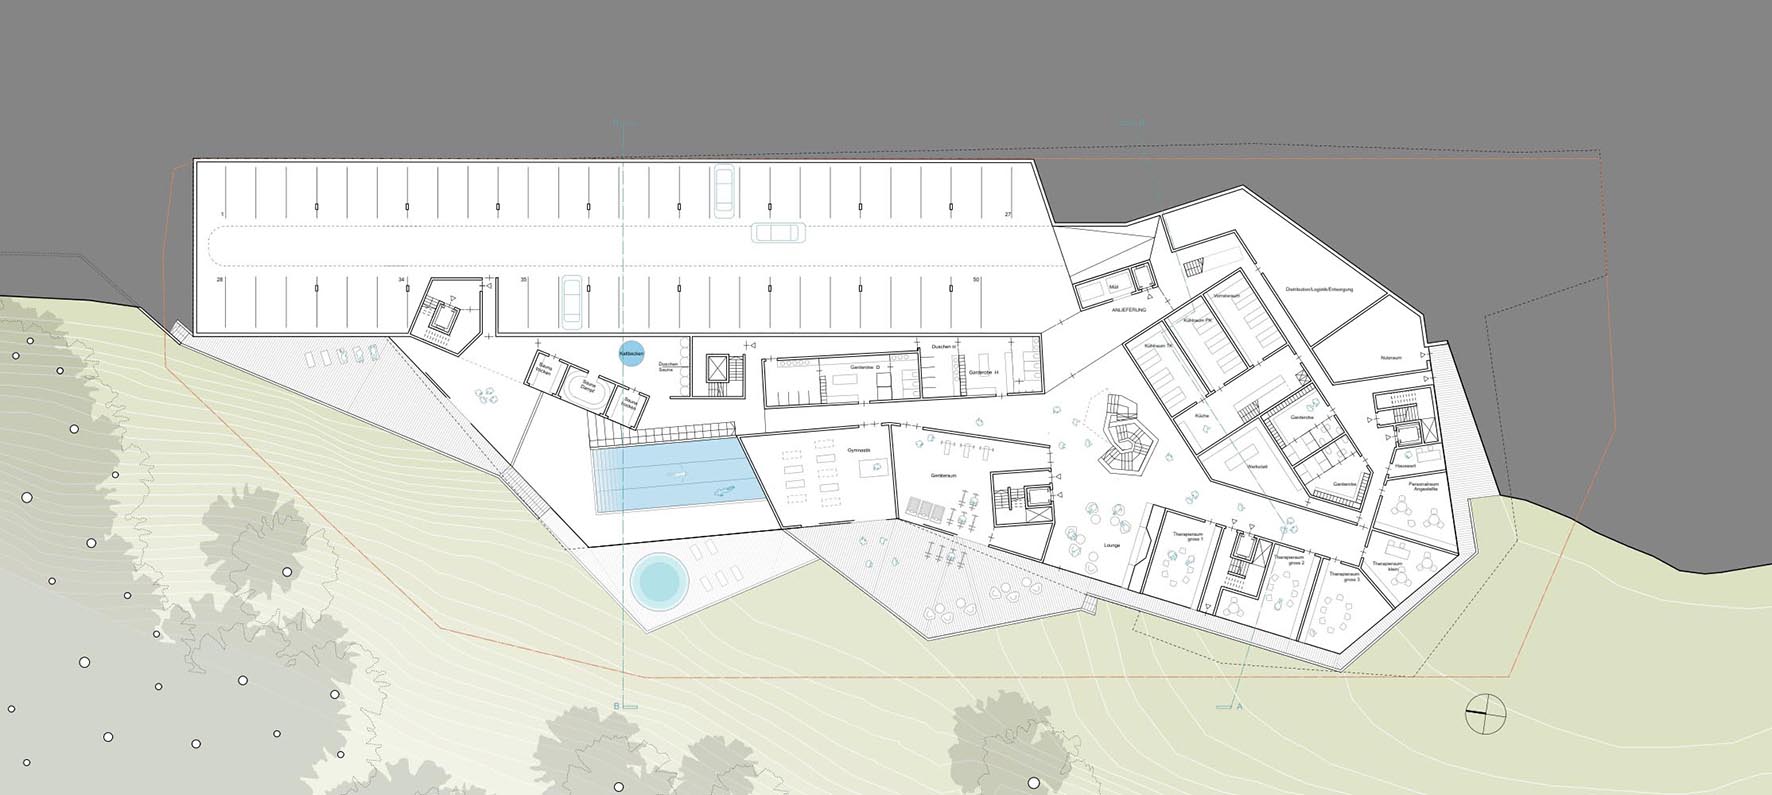 B
1
27
28
34
35
50
Müll
ANLIEFERUNG
Vorratsraum
Kühlraum PK
Kühlraum TK
Distribution/Logistik/Entsorgung
Nutzraum
Kaltbecken
Duschen
Sauna
Sauna
trocken
Sauna
Dampf
Sauna
trocken
Garderobe D
Duschen H
Garderobe H
Küche
Garderobe
Garderobe
Werkstatt
Hauswart
Personalraum
Angestellte
Gymnastik
Geräteraum
Lounge
Therapieraum
gross 1
Therapieraum
gross 2
Therapieraum
gross 3
Therapieraum
klein
B
A